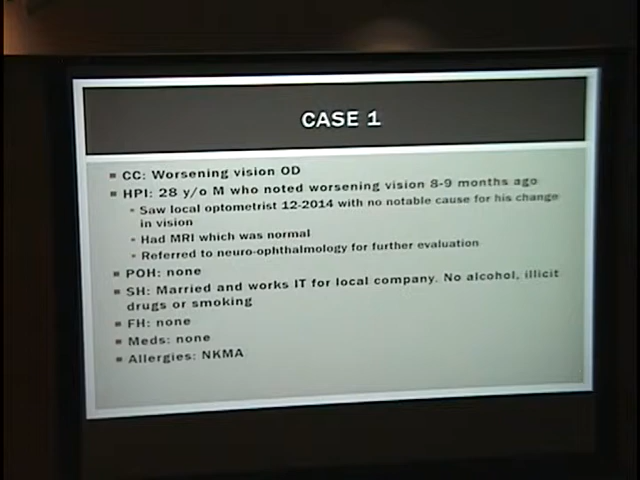 CASE 1
CC: Worsening vision OD
HPI: 28 y/o M who noted worsening vision 8-9 months ago
Saw local optometrist 12-2014 with no notable cause for his change
in vision
Had MRI which was normal
Referred to neuro-ophthalmology for further evaluation
POH: none
SH: Married and works IT for local company. No alcohol, illicit
drugs or smoking
FH: none
Meds: none
Allergies: NKMA